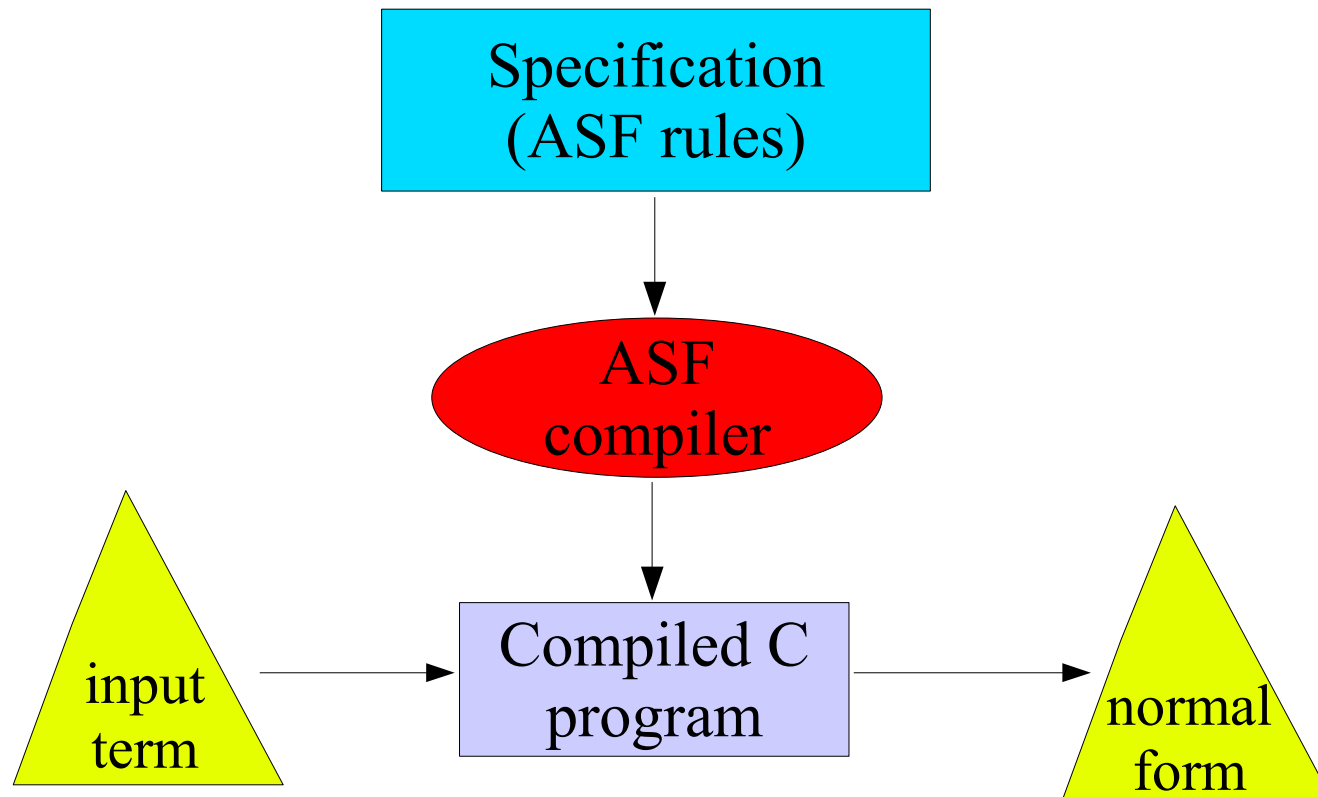 Specification
(ASF rules)
ASF
compiler
input
term
Compiled C
program
normal
form